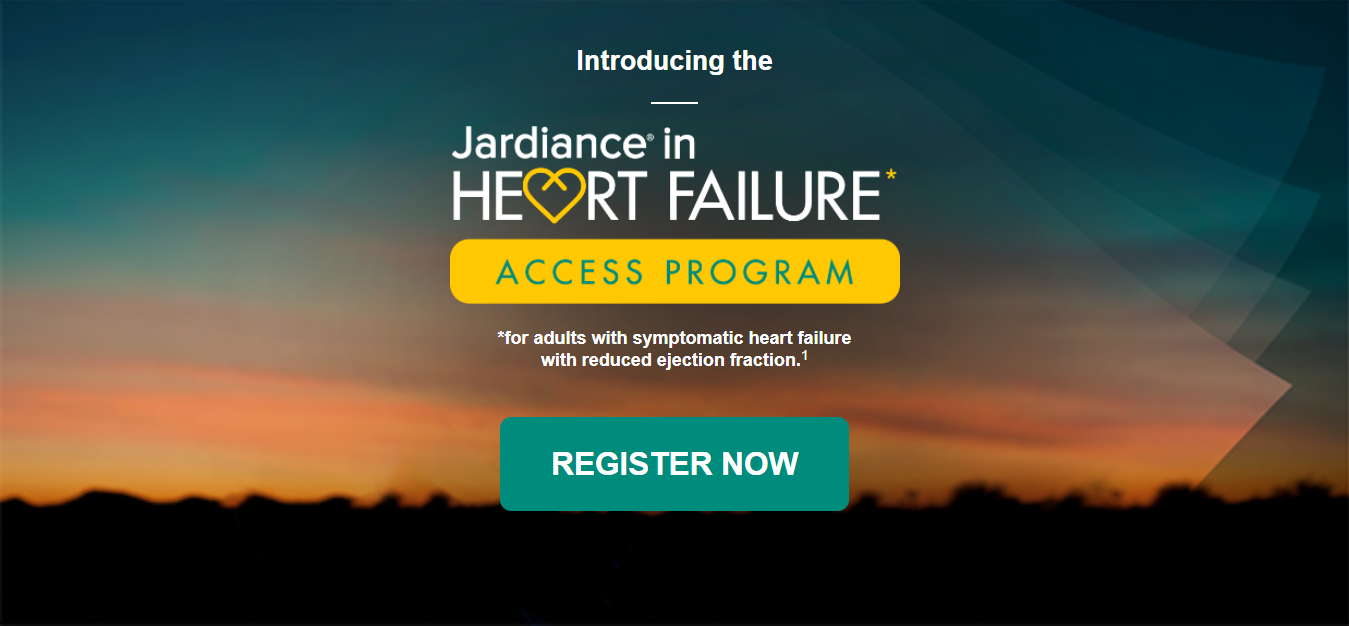 Introducing the
Jardiance® in
HEART FAILURE*
ACCESS PROGRAM
*for adults with symptomatic heart failure
with reduced ejection fraction.1
REGISTER NOW